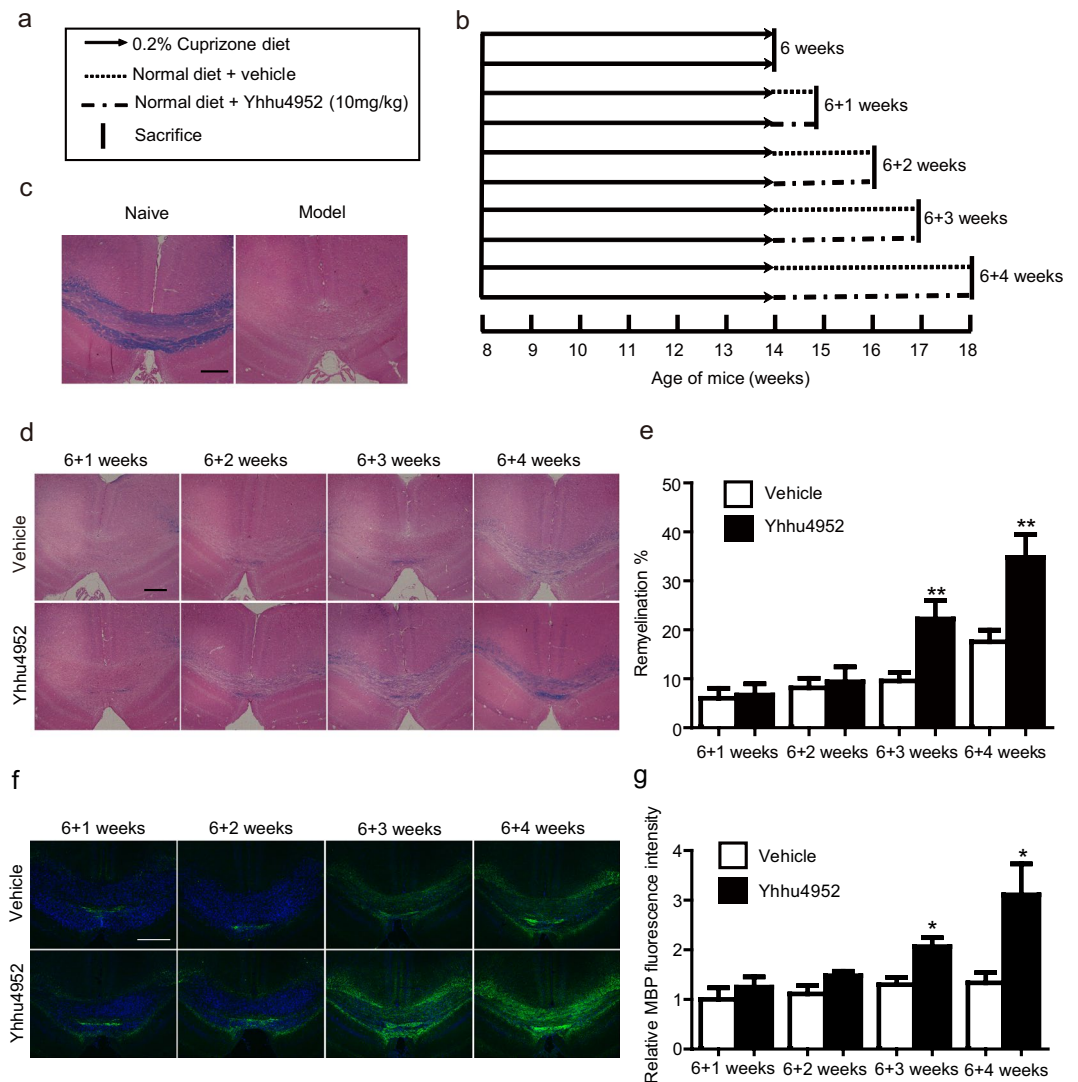 a
0.2% Cuprizone diet
Normal diet + vehicle
Normal diet + Yhhu4952 (10mg/kg)
Sacrifice
b
6 weeks
6+1 weeks
6+2 weeks
6+3 weeks
6+4 weeks
8 9 10 11 12 13 14 15 16 17 18
Age of mice (weeks)
c
Naive Model
d
6+1 weeks 6+2 weeks 6+3 weeks 6+4 weeks
Vehicle
Yhhu4952
e
Vehicle
Yhhu4952
Remyelination %
50
40
30
20
10
0
** **
6+1 weeks 6+2 weeks 6+3 weeks 6+4 weeks
f
6+1 weeks 6+2 weeks 6+3 weeks 6+4 weeks
Vehicle
Yhhu4952
g
Vehicle
Yhhu4952
Relative MBP fluorescence intensity
4
3
2
1
0
* *
6+1 weeks 6+2 weeks 6+3 weeks 6+4 weeks